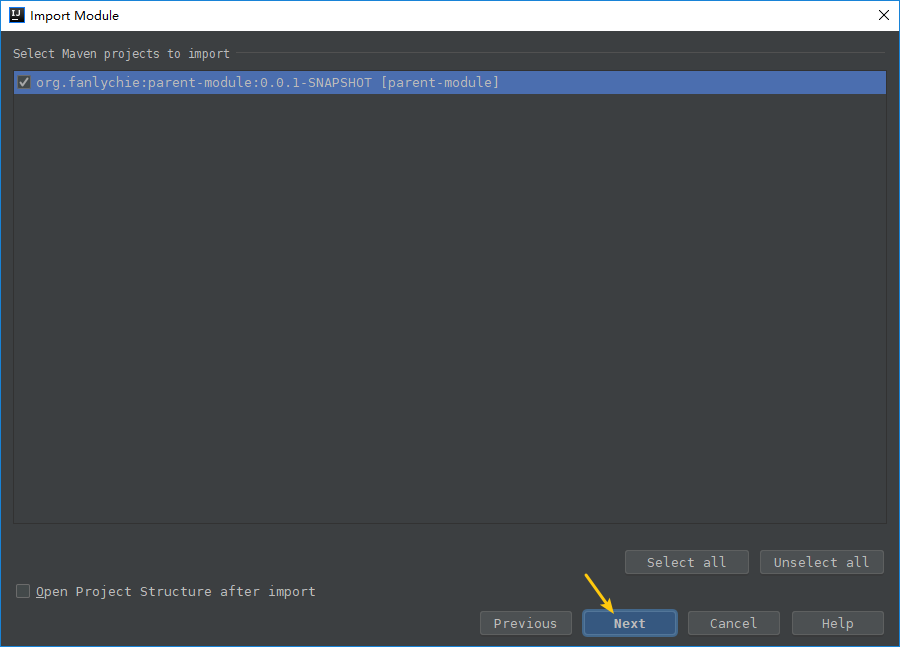 IJ
Import Module
Select Maven projects to import
org.fanlychie:parent-module:0.0.1-SNAPSHOT [parent-module]
Select all
Unselect all
Open Project Structure after import
Previous
Next
Cancel
Help